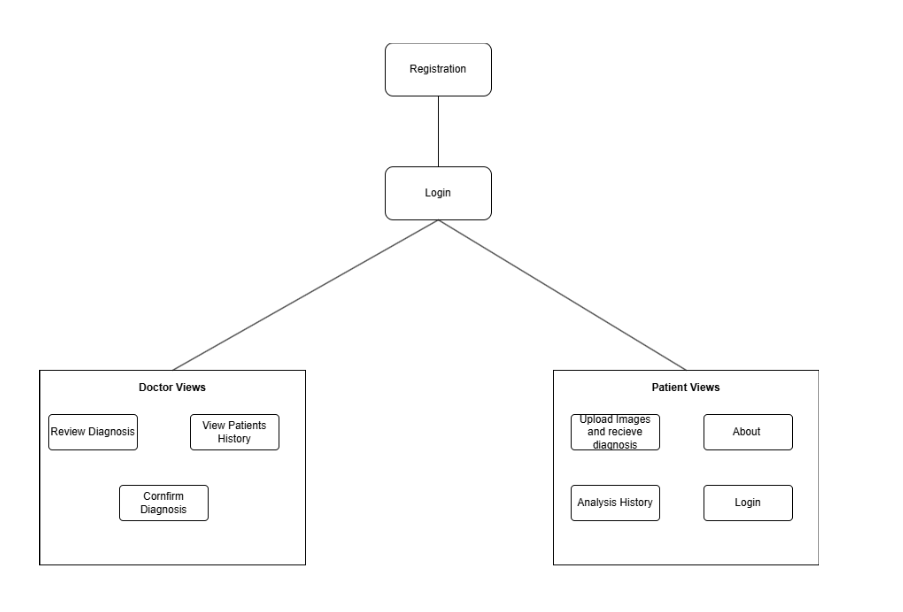 Registration
Login
Doctor Views
Review Diagnosis
View Patients
History
Cornfirm
Diagnosis
Patient Views
Upload Images
and recieve
diagnosis
About
Analysis History
Login